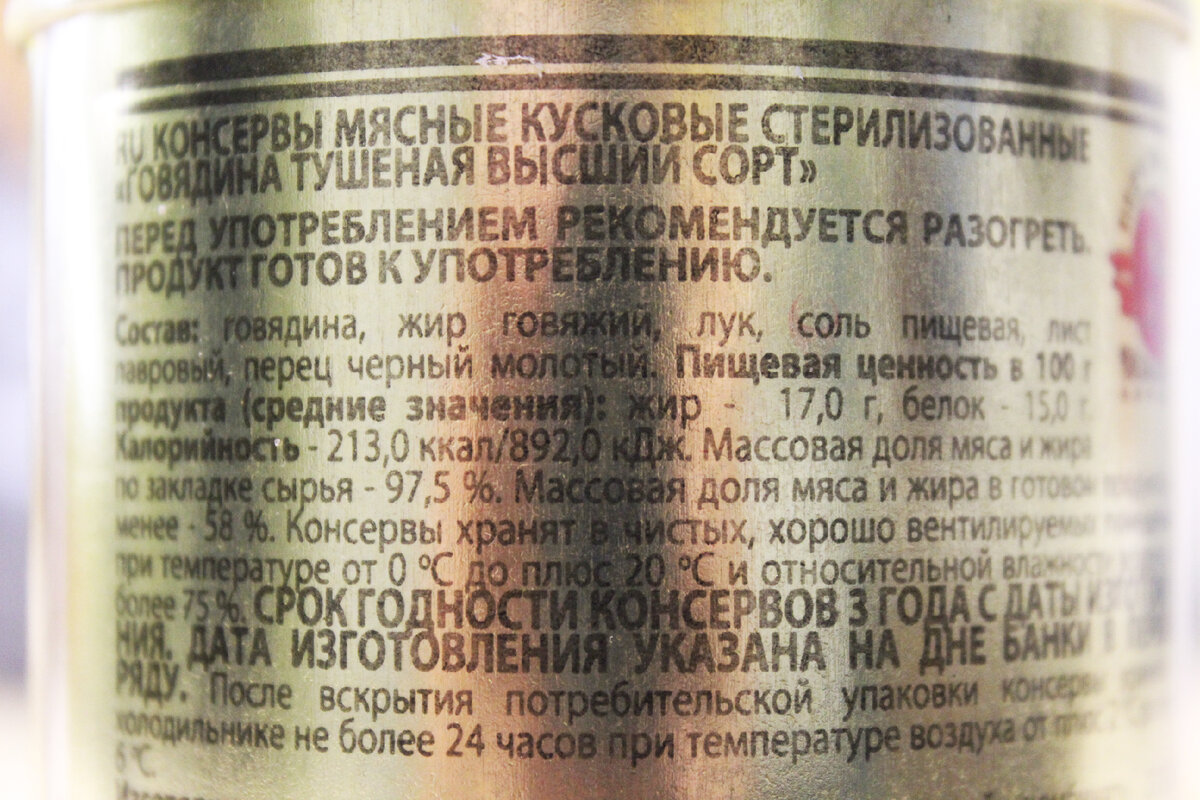 RU КОНСЕРВЫ МЯСНЫЕ КУСКОВЫЕ СТЕРИЛИЗОВАННЫЕ
«ГОВЯДИНА ТУШЕНАЯ ВЫСШИЙ СОРТ»
ПЕРЕД УПОТРЕБЛЕНИЕМ РЕКОМЕНДУЕТСЯ РАЗОГРЕТЬ.
ПРОДУКТ ГОТОВ К УПОТРЕБЛЕНИЮ.
Состав: говядина, жир говяжий, лук, соль пищевая, лист
лавровый, перец черный молотый. Пищевая ценность в 100 г
продукта (средние значения): жир - 17,0 г, белок - 15,0 г.
Калорийность - 213,0 ккал/892,0 кДж. Массовая доля мяса и жира
по закладке сырья - 97,5 %. Массовая доля мяса и жира в готовом
менее - 58 %. Консервы хранят в чистых, хорошо вентилируемых
при температуре от 0 °С до плюс 20 °С и относительной влажности
более 75 %. СРОК ГОДНОСТИ КОНСЕРВОВ 3 ГОДА С ДАТЫ
НИЯ. ДАТА ИЗГОТОВЛЕНИЯ УКАЗАНА НА ДНЕ БАНКИ В
РЯДУ. После вскрытия потребительской упаковки
холодильнике не более 24 часов при температуре воздуха от плюс
6 °С.